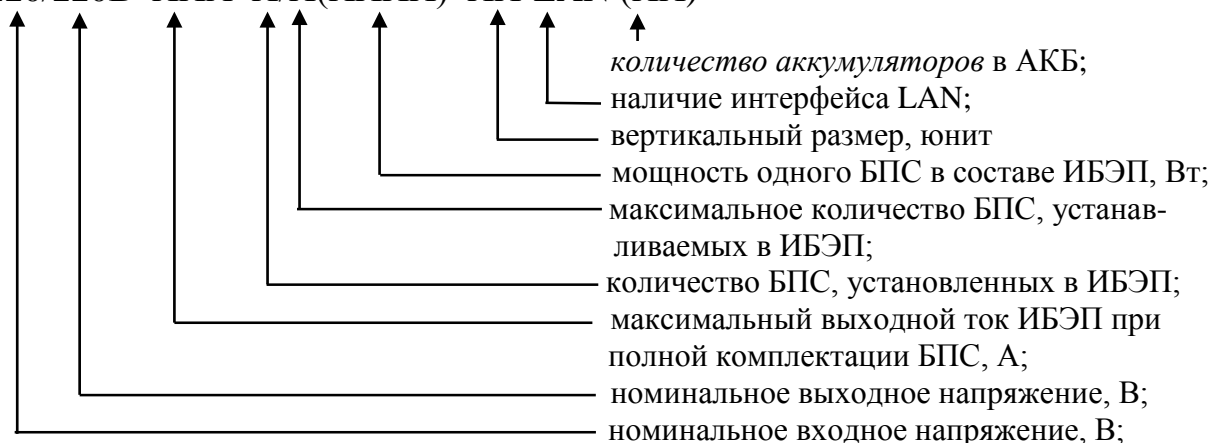 количество аккумуляторов в АКБ;
наличие интерфейса LAN;
вертикальный размер, юнит
мощность одного БПС в составе ИБЭП, Вт;
максимальное количество БПС, устанав-
ливаемых в ИБЭП;
количество БПС, установленных в ИБЭП;
максимальный выходной ток ИБЭП при
полной комплектации БПС, А;
номинальное выходное напряжение, В;
номинальное входное напряжение, В;